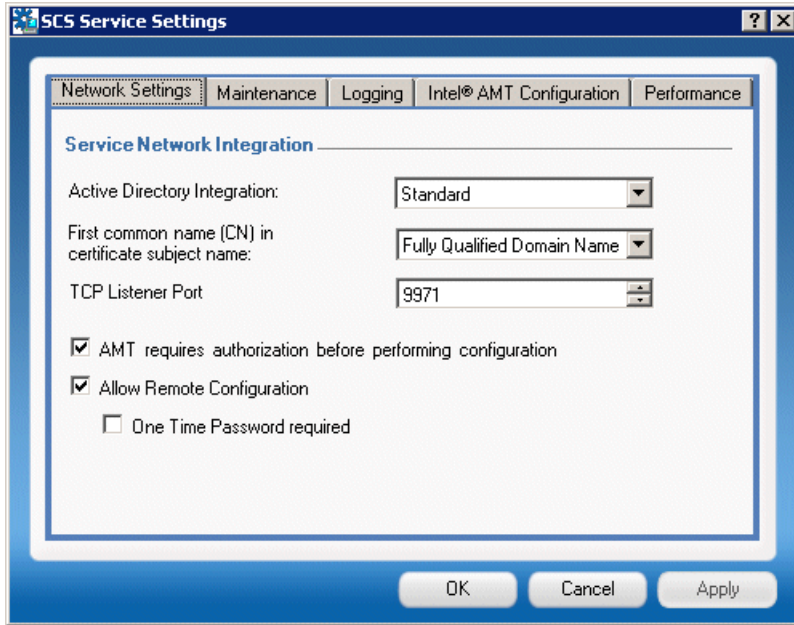 SCS Service Settings
Network Settings Maintenance Logging Intel® AMT Configuration Performance
Service Network Integration
Active Directory Integration: Standard
First common name (CN) in
certificate subject name: Fully Qualified Domain Name
TCP Listener Port 9971
AMT requires authorization before performing configuration
Allow Remote Configuration
One Time Password required
OK Cancel Apply